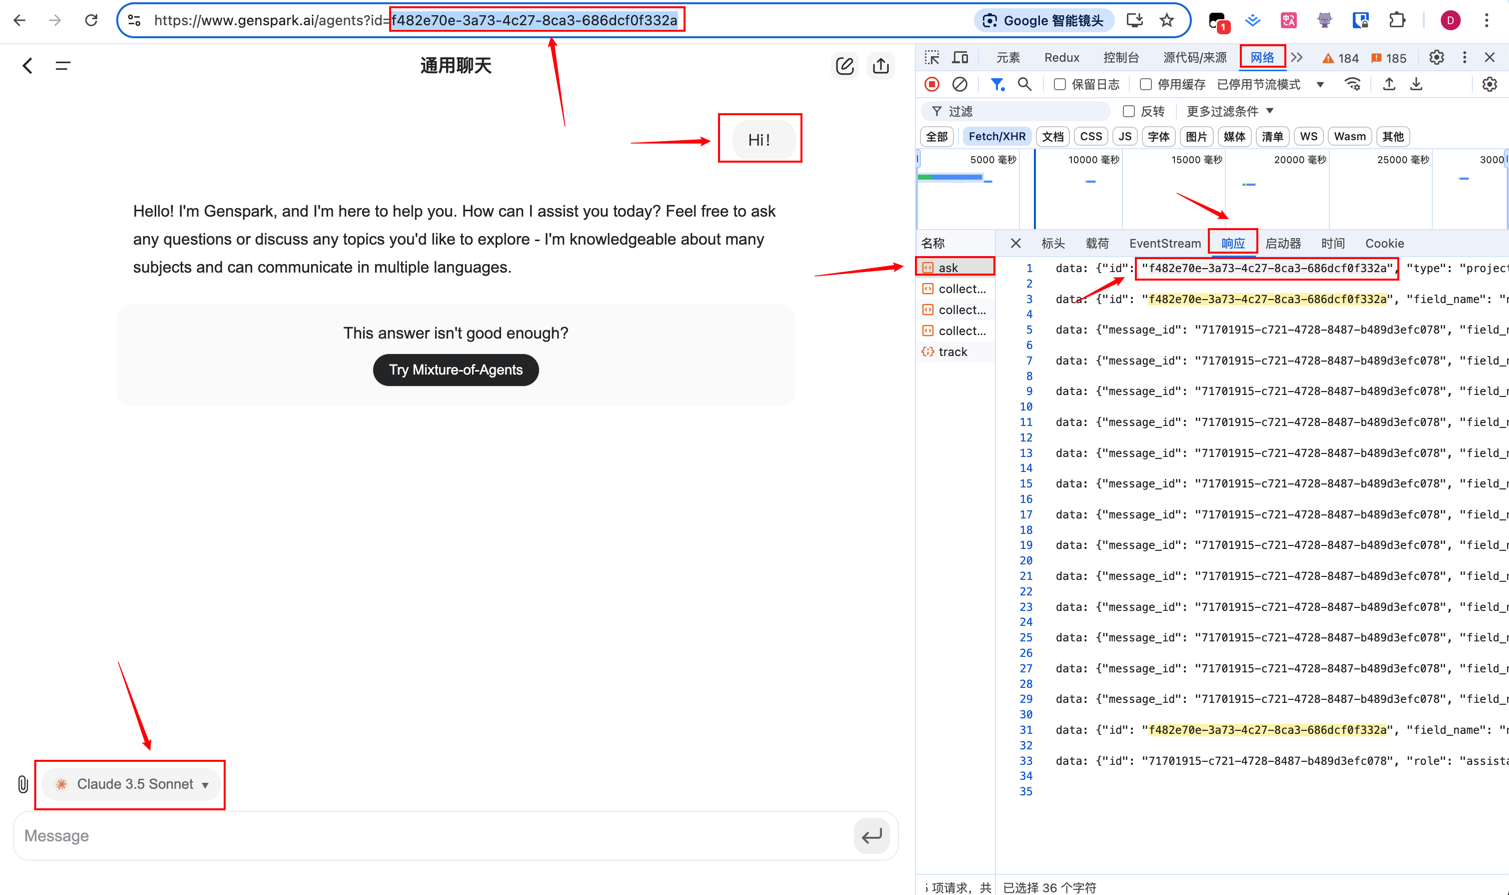 https://www.genspark.ai/agents?id=f482e70e-3a73-4c27-8ca3-686dcf0f332a
Google 智能镜头
1
D
通用聊天
Hi!
Hello! I'm Genspark, and I'm here to help you. How can I assist you today? Feel free to ask
any questions or discuss any topics you'd like to explore - I'm knowledgeable about many
subjects and can communicate in multiple languages.
This answer isn't good enough?
Try Mixture-of-Agents
Claude 3.5 Sonnet
Message
元素 Redux 控制台 源代码/来源 网络 184 185
保留日志 停用缓存 已停用节流模式
过滤 反转 更多过滤条件
全部 Fetch/XHR 文档 CSS JS 字体 图片 媒体 清单 WS Wasm 其他
5000 毫秒 10000 毫秒 15000 毫秒 20000 毫秒 25000 毫秒 3000
名称
ask
collect...
collect...
collect...
track
标头 载荷 EventStream 响应 启动器 时间 Cookie
1 data: {"id": "f482e70e-3a73-4c27-8ca3-686dcf0f332a", "type": "project
2
3 data: {"id": "f482e70e-3a73-4c27-8ca3-686dcf0f332a", "field_name": "
4
5 data: {"message_id": "71701915-c721-4728-8487-b489d3efc078", "field_
6
7 data: {"message_id": "71701915-c721-4728-8487-b489d3efc078", "field_
8
9 data: {"message_id": "71701915-c721-4728-8487-b489d3efc078", "field_
10
11 data: {"message_id": "71701915-c721-4728-8487-b489d3efc078", "field_
12
13 data: {"message_id": "71701915-c721-4728-8487-b489d3efc078", "field_
14
15 data: {"message_id": "71701915-c721-4728-8487-b489d3efc078", "field_
16
17 data: {"message_id": "71701915-c721-4728-8487-b489d3efc078", "field_
18
19 data: {"message_id": "71701915-c721-4728-8487-b489d3efc078", "field_
20
21 data: {"message_id": "71701915-c721-4728-8487-b489d3efc078", "field_
22
23 data: {"message_id": "71701915-c721-4728-8487-b489d3efc078", "field_
24
25 data: {"message_id": "71701915-c721-4728-8487-b489d3efc078", "field_
26
27 data: {"message_id": "71701915-c721-4728-8487-b489d3efc078", "field_
28
29 data: {"message_id": "71701915-c721-4728-8487-b489d3efc078", "field_
30
31 data: {"id": "f482e70e-3a73-4c27-8ca3-686dcf0f332a", "field_name": "
32
33 data: {"id": "71701915-c721-4728-8487-b489d3efc078", "role": "assista
34
35
项请求，共 已选择 36 个字符